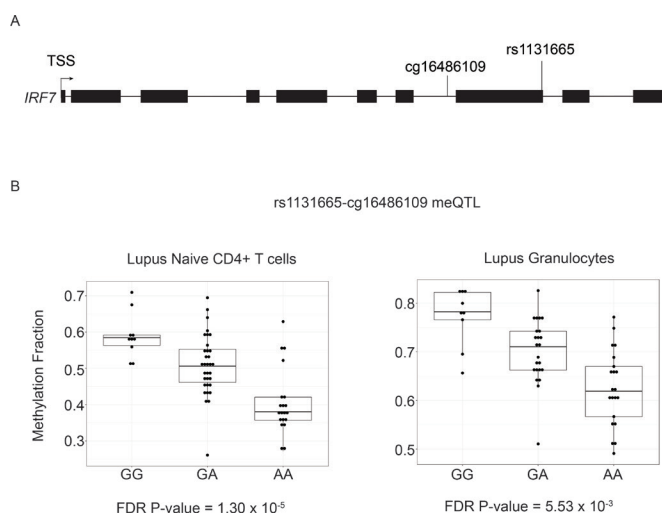 A
TSS
rs1131665
cg16486109
IRF7
B
rs1131665-cg16486109 meQTL
Lupus Naive CD4+ T cells
Lupus Granulocytes
Methylation Fraction
0.7
0.6
0.5
0.4
0.3
GG GA AA
0.8
0.7
0.6
0.5
GG GA AA
FDR P-value = 1.30 x 10⁻⁵
FDR P-value = 5.53 x 10⁻³